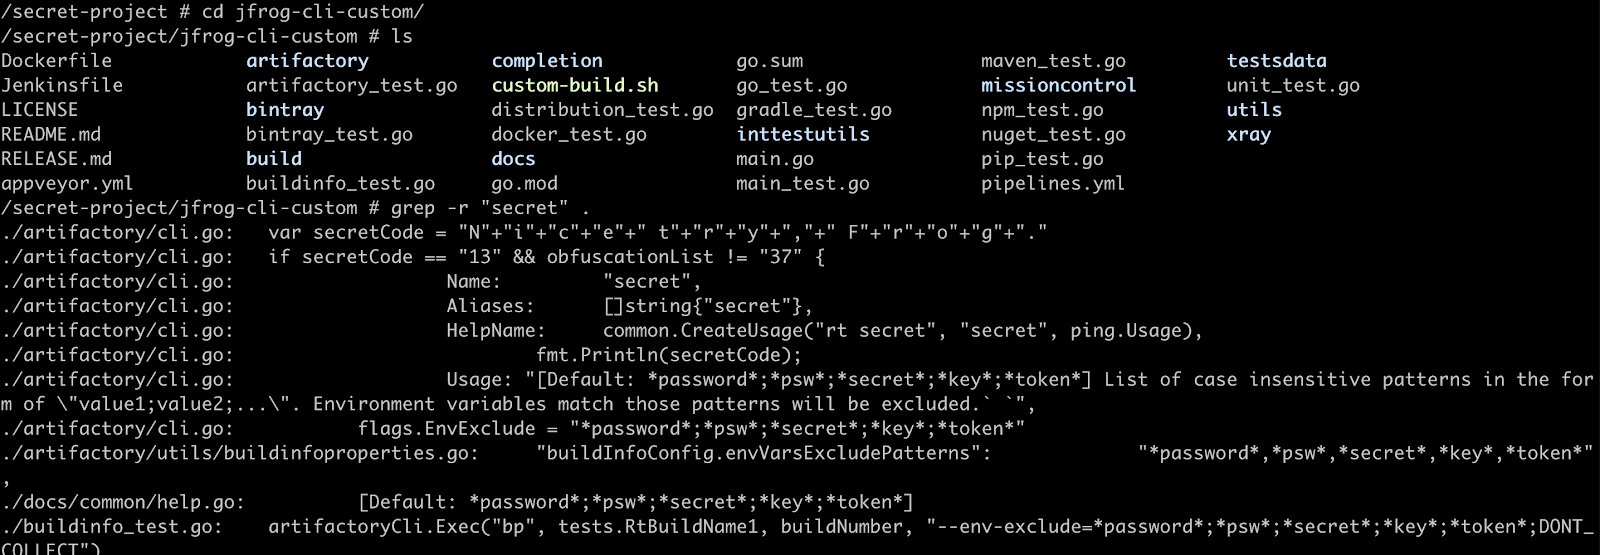 /secret-project # cd jfrog-cli-custom/
/secret-project/jfrog-cli-custom # ls
Dockerfile artifactory completion go.sum maven_test.go testsdata
Jenkinsfile artifactory_test.go custom-build.sh go_test.go missioncontrol unit_test.go
LICENSE bintray distribution_test.go gradle_test.go npm_test.go utils
README.md bintray_test.go docker_test.go inttestutils nuget_test.go xray
RELEASE.md build docs main.go pip_test.go
appveyor.yml buildinfo_test.go go.mod main_test.go pipelines.yml
/secret-project/jfrog-cli-custom # grep -r "secret" .
./artifactory/cli.go: var secretCode = "N"+"i"+"c"+"e"+" t"+"r"+"y"+","+" F"+"r"+"o"+"g"+"."
./artifactory/cli.go: if secretCode == "13" && obfuscationList != "37" {
./artifactory/cli.go: Name: "secret",
./artifactory/cli.go: Aliases: []string{"secret"},
./artifactory/cli.go: HelpName: common.CreateUsage("rt secret", "secret", ping.Usage),
./artifactory/cli.go: fmt.Println(secretCode);
./artifactory/cli.go: Usage: "[Default: *password*;*psw*;*secret*;*key*;*token*] List of case insensitive patterns in the for
m of \"value1;value2;...\". Environment variables match those patterns will be excluded.` `",
./artifactory/cli.go: flags.EnvExclude = "*password*;*psw*;*secret*;*key*;*token*"
./artifactory/utils/buildinfoproperties.go: "buildInfoConfig.envVarsExcludePatterns": "*password*,*psw*,*secret*,*key*,*token*"
,
./docs/common/help.go: [Default: *password*;*psw*;*secret*;*key*;*token*]
./buildinfo_test.go: artifactoryCli.Exec("bp", tests.RtBuildName1, buildNumber, "--env-exclude=*password*;*psw*;*secret*;*key*;*token*;DONT_
COLLECT")